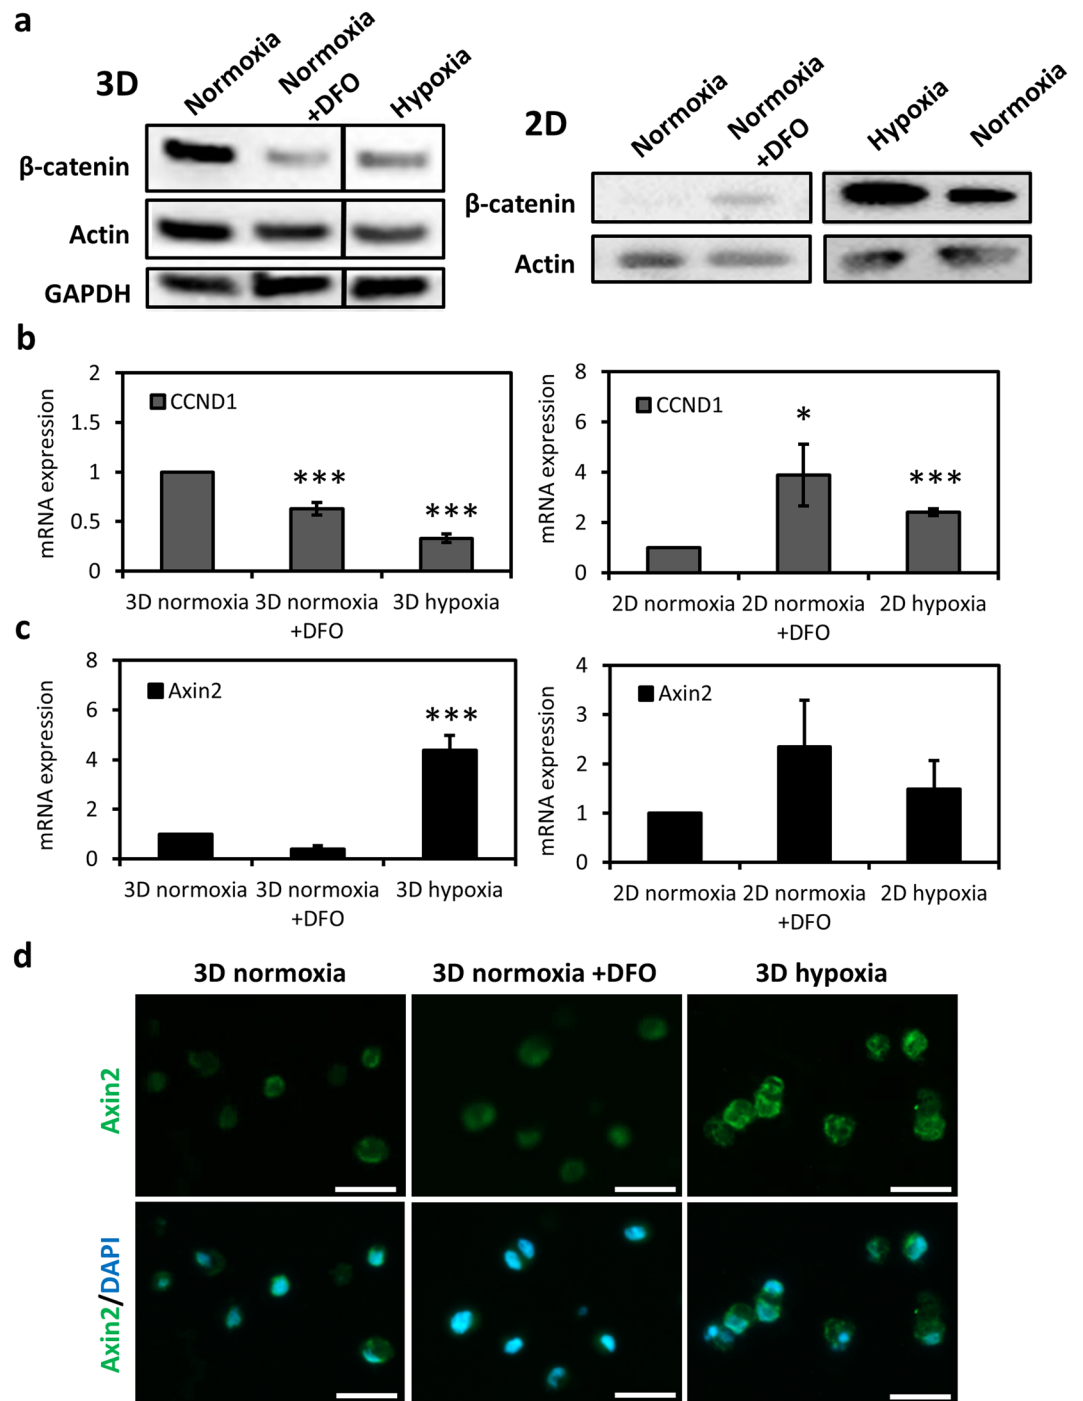 a
3D
Normoxia
Normoxia
+DFO
Hypoxia
β-catenin
Actin
GAPDH
2D
Normoxia
Normoxia
+DFO
Hypoxia
Normoxia
β-catenin
Actin
b
mRNA expression
2
1.5
1
0.5
0
CCND1
***
***
3D normoxia
3D normoxia
+DFO
3D hypoxia
mRNA expression
8
6
4
2
0
CCND1
*
***
2D normoxia
2D normoxia
+DFO
2D hypoxia
c
mRNA expression
8
6
4
2
0
Axin2
***
3D normoxia
3D normoxia
+DFO
3D hypoxia
mRNA expression
4
3
2
1
0
Axin2
2D normoxia
2D normoxia
+DFO
2D hypoxia
d
3D normoxia
3D normoxia +DFO
3D hypoxia
Axin2
Axin2/DAPI